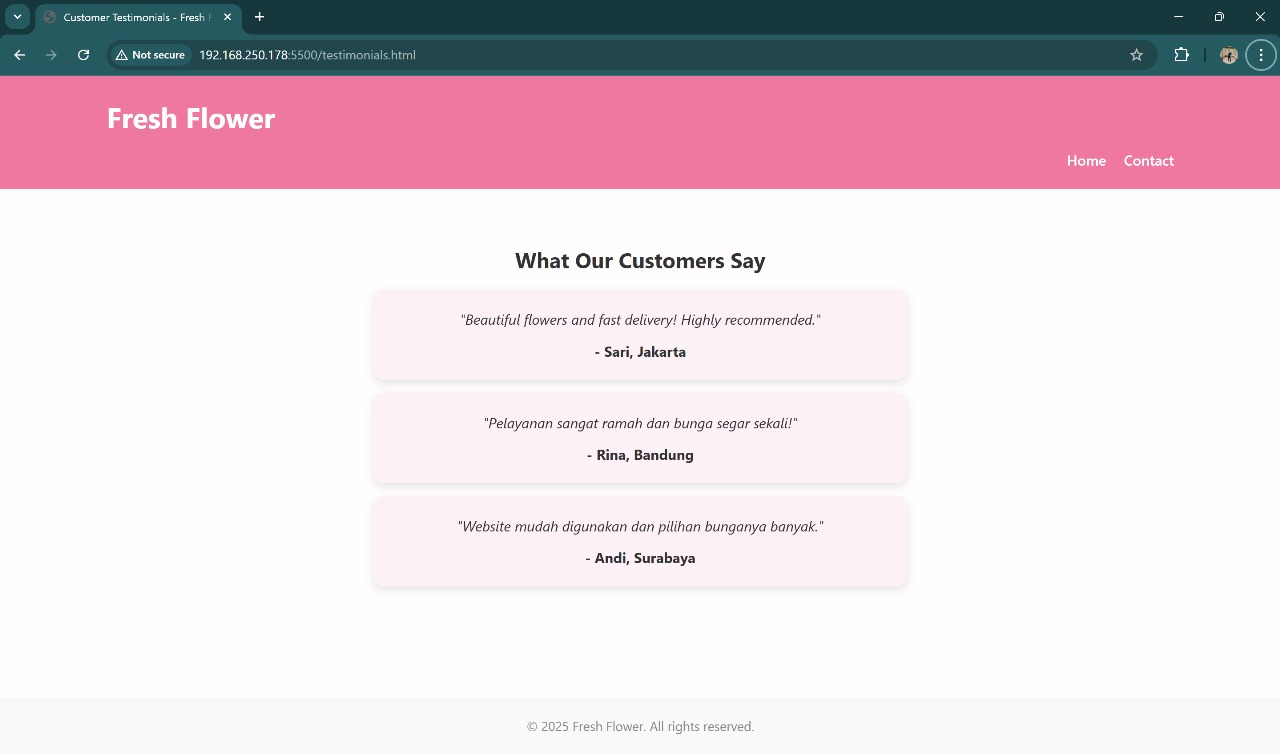 Customer Testimonials - Fresh
Not secure
192.168.250.178:5500/testimonials.html
Fresh Flower
Home Contact
What Our Customers Say
"Beautiful flowers and fast delivery! Highly recommended."
- Sari, Jakarta
"Pelayanan sangat ramah dan bunga segar sekali!"
- Rina, Bandung
"Website mudah digunakan dan pilihan bunganya banyak."
- Andi, Surabaya
© 2025 Fresh Flower. All rights reserved.